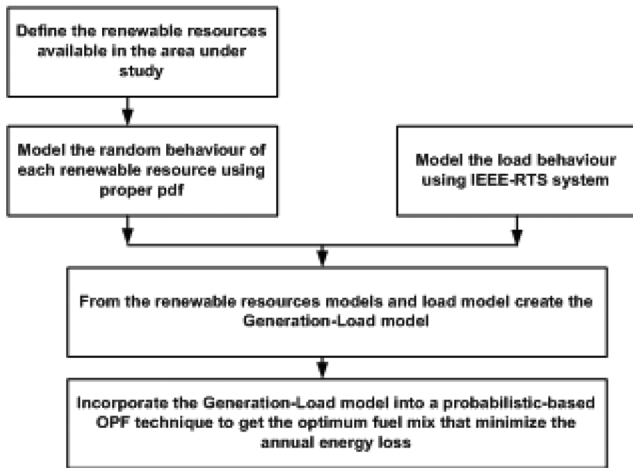 Define the renewable resources
available in the area under
study
Model the random behaviour of
each renewable resource using
proper pdf
Model the load behaviour
using IEEE-RTS system
From the renewable resources models and load model create the
Generation-Load model
Incorporate the Generation-Load model into a probabilistic-based
OPF technique to get the optimum fuel mix that minimize the
annual energy loss